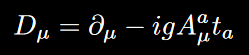 D_μ = ∂_μ − igA^a_μ t_a